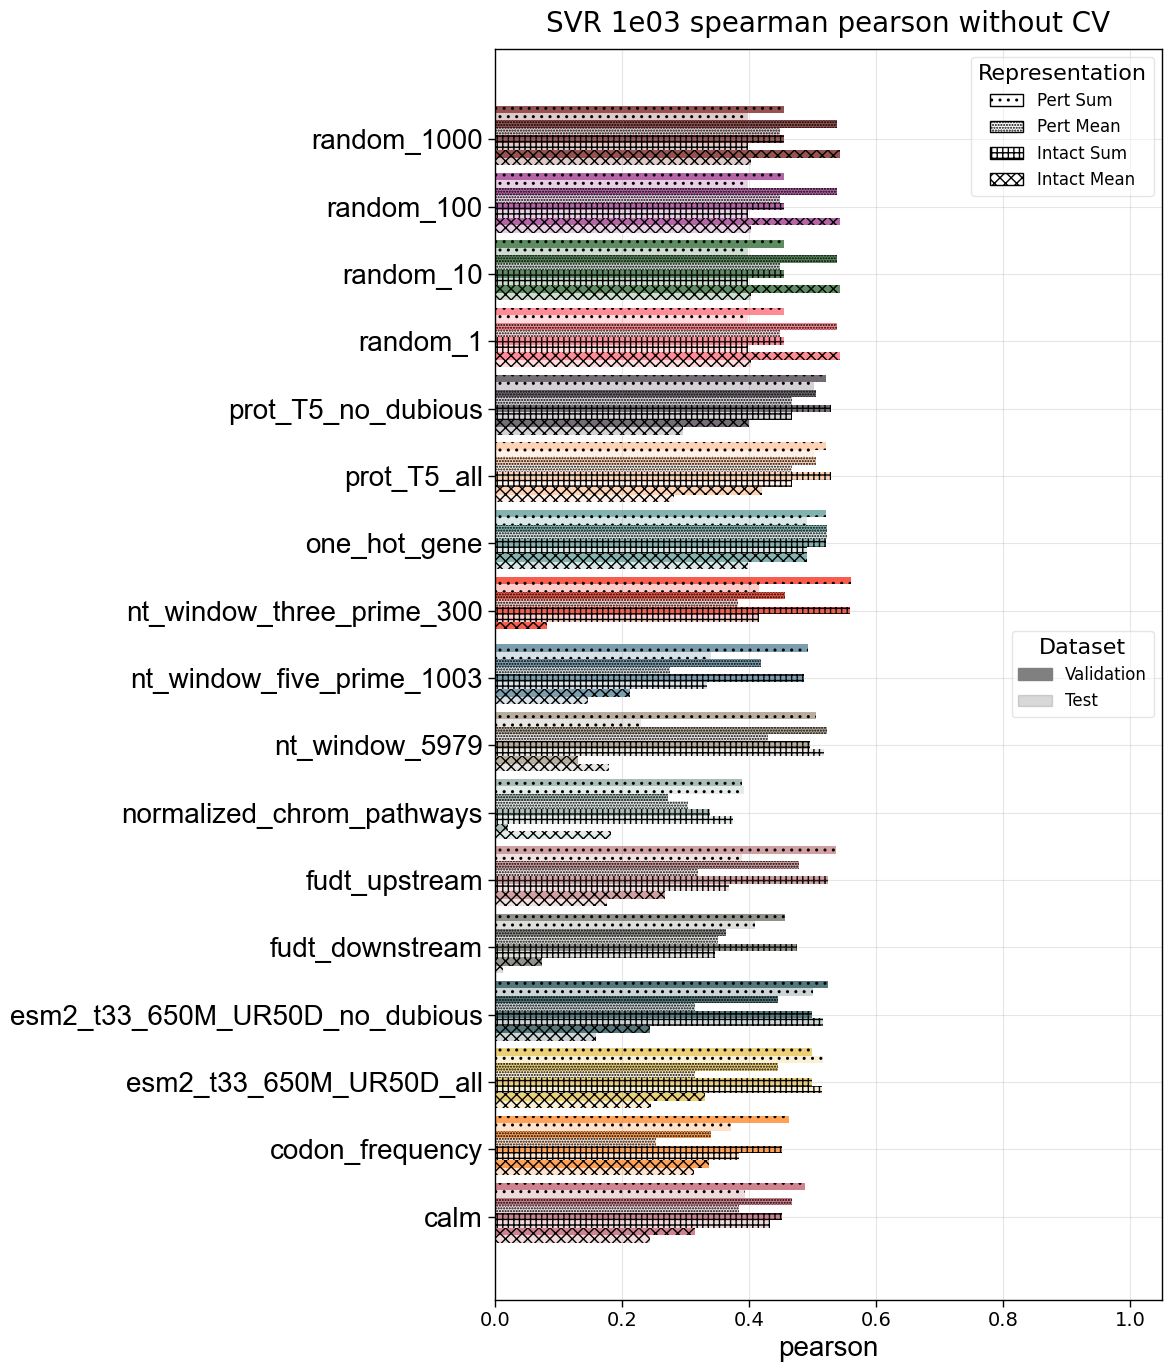 SVR 1e03 spearman pearson without CV
Representation
Pert Sum
Pert Mean
Intact Sum
Intact Mean
random_1000
random_100
random_10
random_1
prot_T5_no_dubious
prot_T5_all
one_hot_gene
nt_window_three_prime_300
nt_window_five_prime_1003
nt_window_5979
normalized_chrom_pathways
fudt_upstream
fudt_downstream
esm2_t33_650M_UR50D_no_dubious
esm2_t33_650M_UR50D_all
codon_frequency
calm
Dataset
Validation
Test
0.0 0.2 0.4 0.6 0.8 1.0
pearson